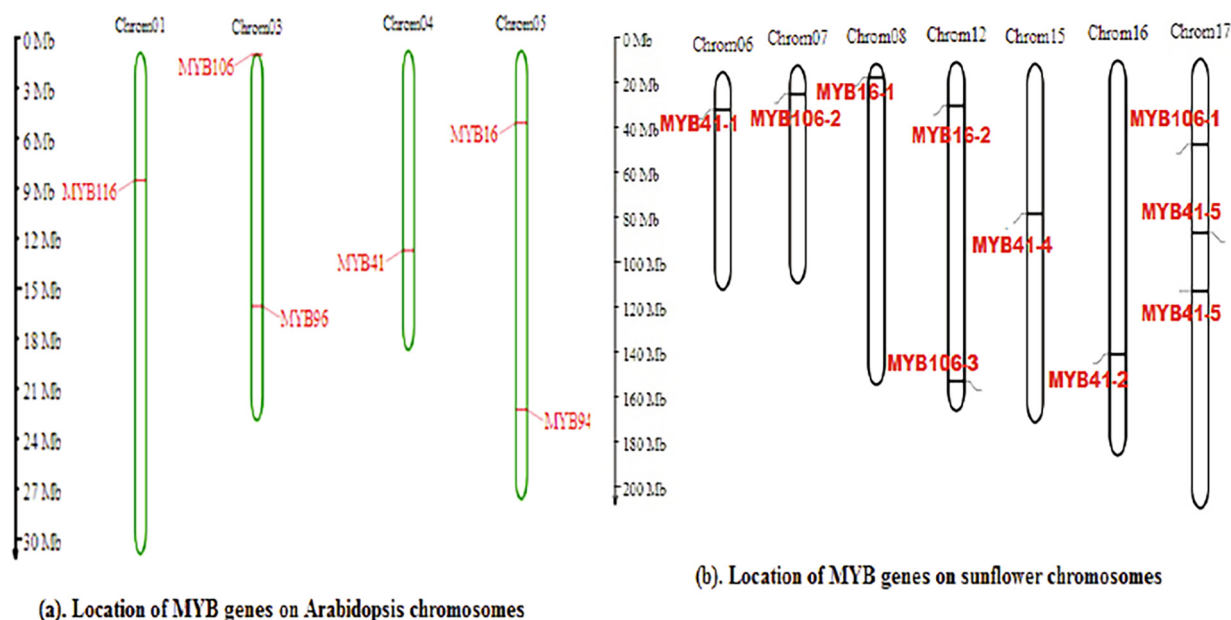 Chrom01
Chrom03
Chrom04
Chrom05
0 Mb
3 Mb
6 Mb
9 Mb
12 Mb
15 Mb
18 Mb
21 Mb
24 Mb
27 Mb
30 Mb
MYB106
MYB16
MYB116
MYB41
MYB96
MYB94
(a). Location of MYB genes on Arabidopsis chromosomes
Chrom06
Chrom07
Chrom08
Chrom12
Chrom15
Chrom16
Chrom17
0 Mb
20 Mb
40 Mb
60 Mb
80 Mb
100 Mb
120 Mb
140 Mb
160 Mb
180 Mb
200 Mb
MYB41-1
MYB106-2
MYB16-1
MYB16-2
MYB106-1
MYB41-5
MYB41-4
MYB41-5
MYB106-3
MYB41-2
(b). Location of MYB genes on sunflower chromosomes